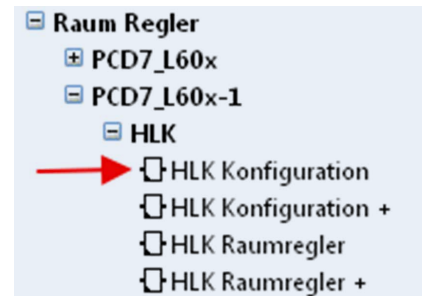 Raum Regler
PCD7_L60x
PCD7_L60x-1
HLK
HLK Konfiguration
HLK Konfiguration +
HLK Raumregler
HLK Raumregler +